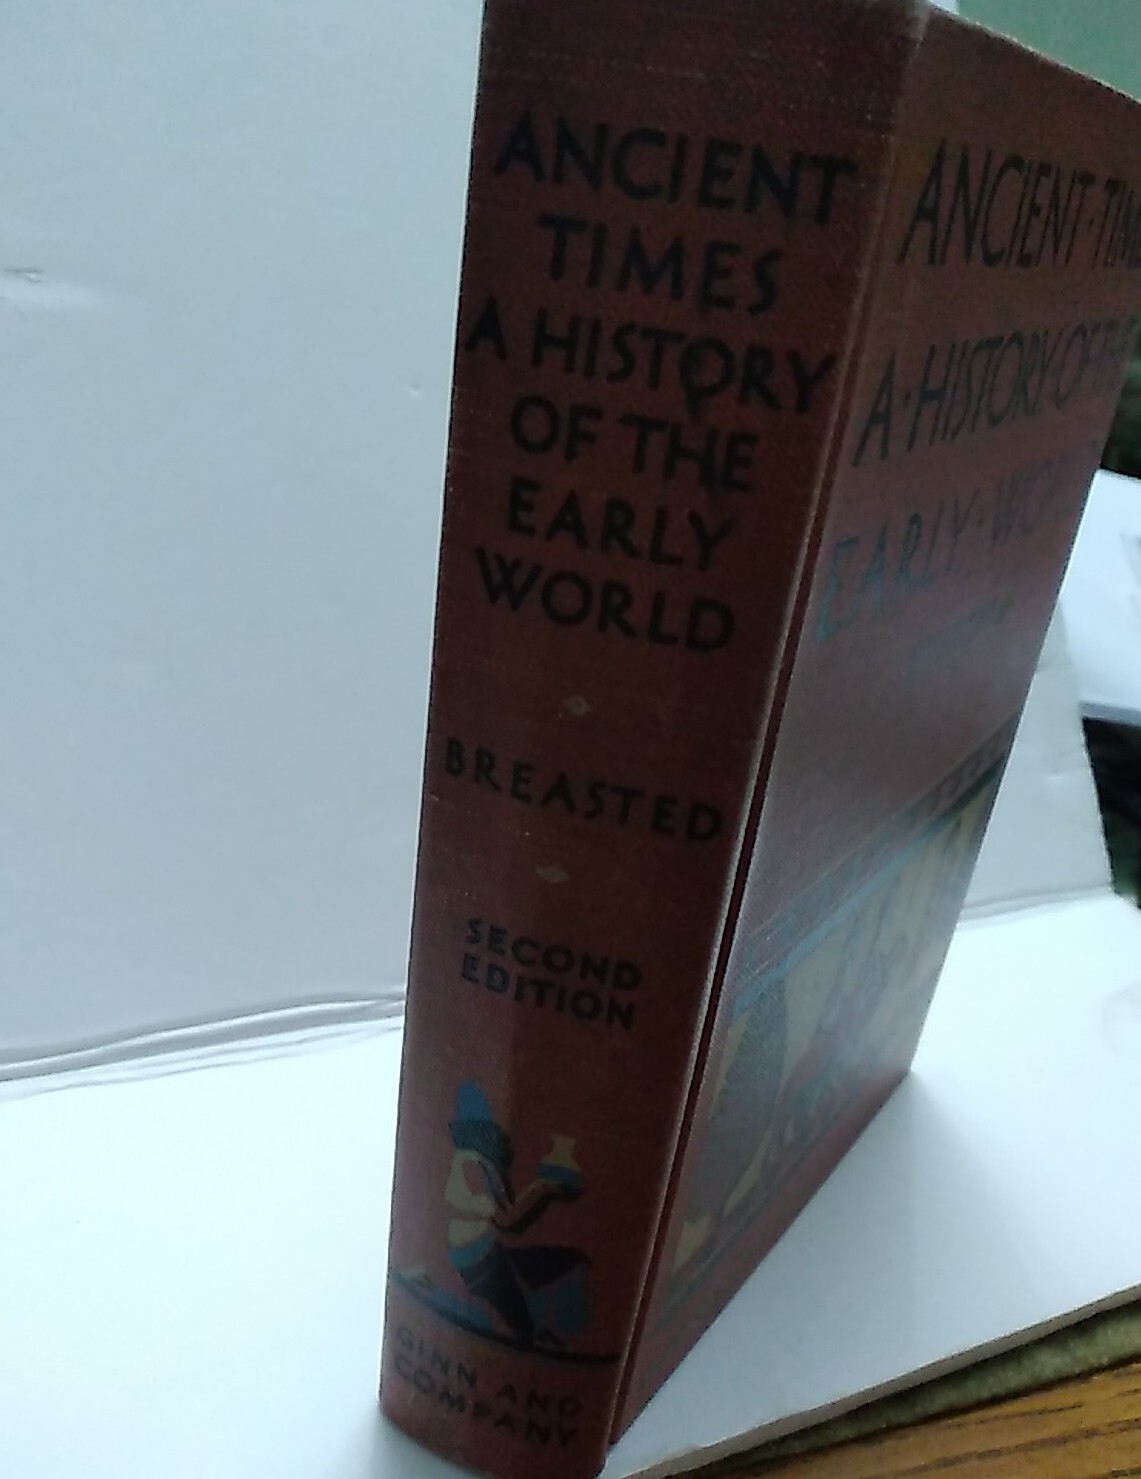 ANCIENT
TIMES
A HISTORY
OF THE
EARLY
WORLD
BREASTED
SECOND
EDITION
GINN AND
COMPANY
ANCIENT·TIM
A·HISTORY·OF
EARLY·WO